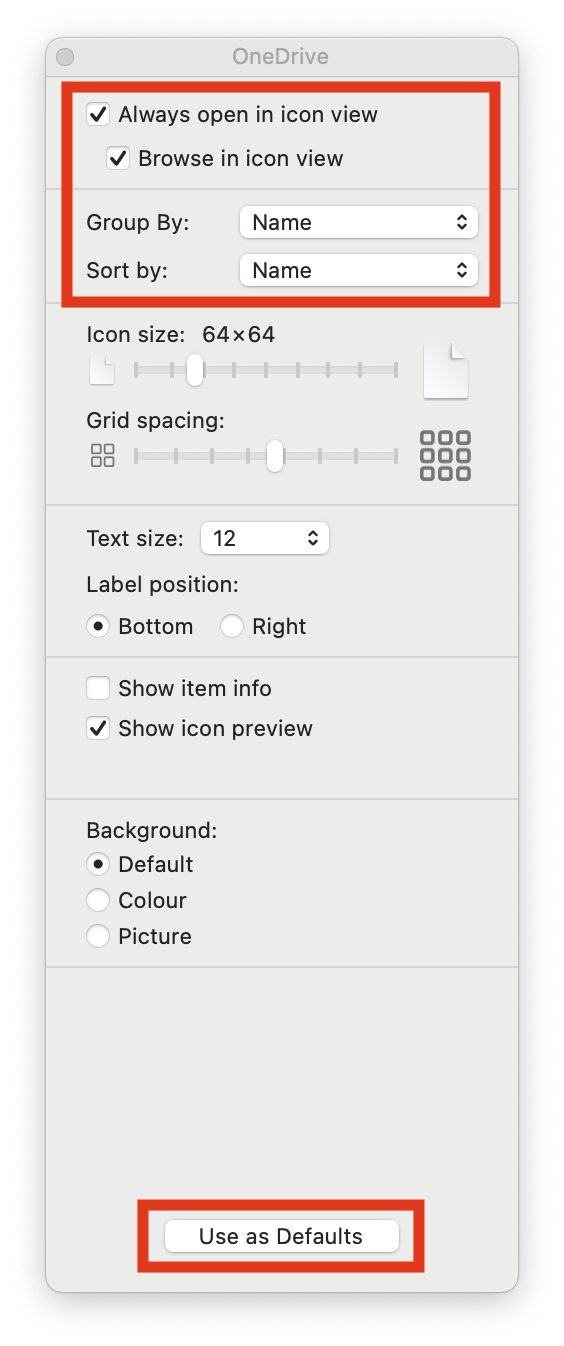 OneDrive
Always open in icon view
Browse in icon view
Group By: Name
Sort by: Name
Icon size: 64×64
Grid spacing:
Text size: 12
Label position:
Bottom Right
Show item info
Show icon preview
Background:
Default
Colour
Picture
Use as Defaults